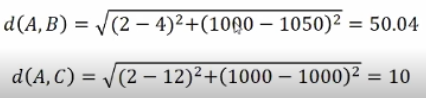 d(A,B) = √(2 − 4)²+(1000 − 1050)² = 50.04
d(A,C) = √(2 − 12)²+(1000 − 1000)² = 10